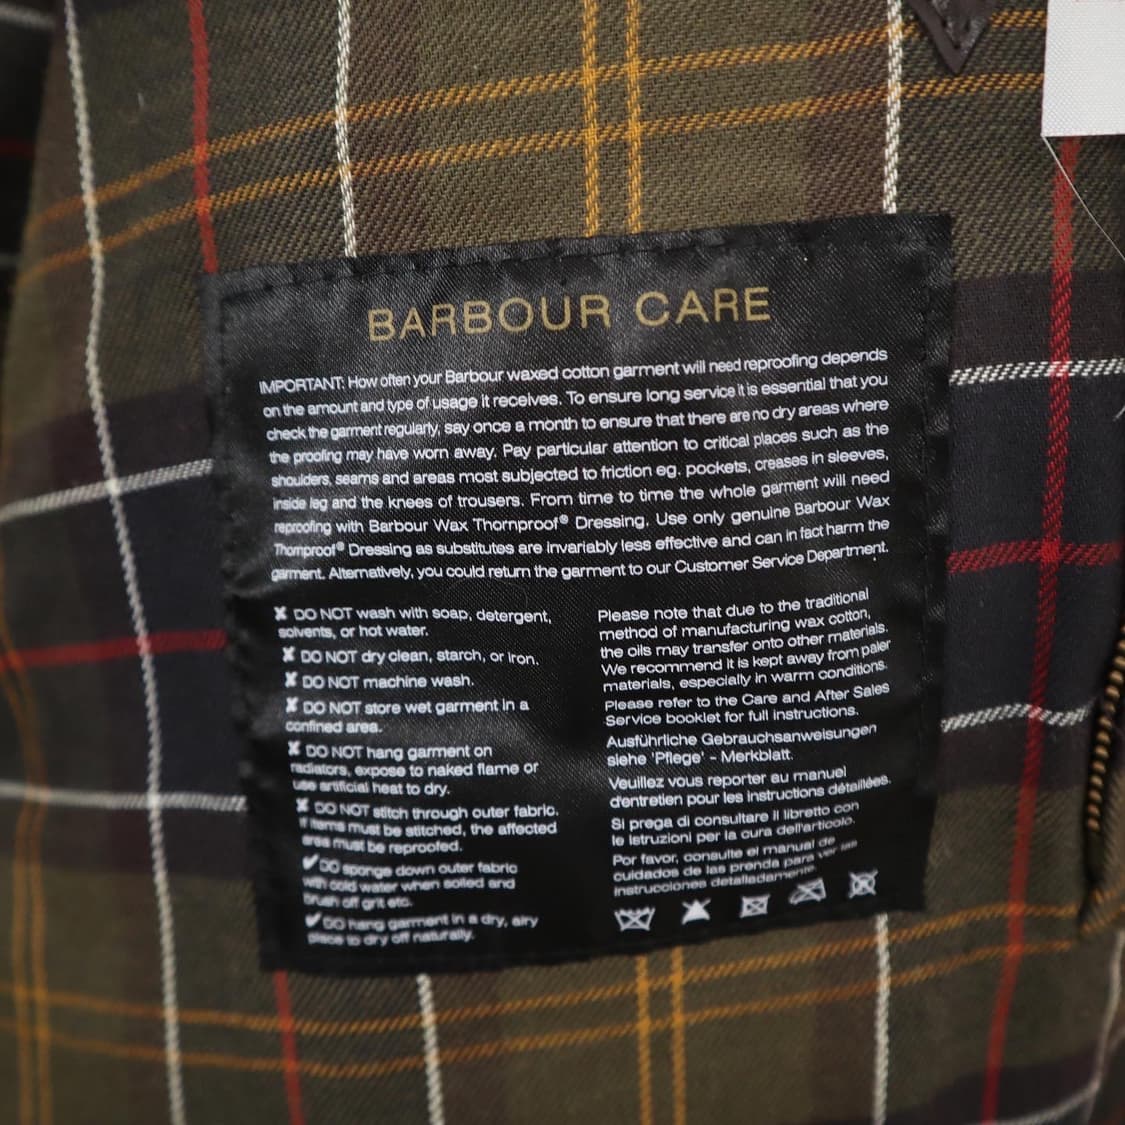 BARBOUR CARE
IMPORTANT: How often your Barbour waxed cotton garment will need reproofing depends
on the amount and type of usage it receives. To ensure long service it is essential that you
check the garment regularly, say once a month to ensure that there are no dry areas where
the proofing may have worn away. Pay particular attention to critical places such as the
shoulders, seams and areas most subjected to friction eg. pockets, creases in sleeves,
inside leg and the knees of trousers. From time to time the whole garment will need
reproofing with Barbour Wax Thornproof® Dressing. Use only genuine Barbour Wax
Thornproof® Dressing as substitutes are invariably less effective and can in fact harm the
garment. Alternatively, you could return the garment to our Customer Service Department.
✘ DO NOT wash with soap, detergent,
solvents, or hot water.
✘ DO NOT dry clean, starch, or iron.
✘ DO NOT machine wash.
✘ DO NOT store wet garment in a
confined area.
✘ DO NOT hang garment on
radiators, expose to naked flame or
use artificial heat to dry.
✘ DO NOT stitch through outer fabric.
If items must be stitched, the affected
area must be reproofed.
✔ DO sponge down outer fabric
with cold water when soiled and
brush off grit etc.
✔ DO hang garment in a dry, airy
place to dry off naturally.
Please note that due to the traditional
method of manufacturing wax cotton,
the oils may transfer onto other materials.
We recommend it is kept away from paler
materials, especially in warm conditions.
Please refer to the Care and After Sales
Service booklet for full instructions.
Ausführliche Gebrauchsanweisungen
siehe 'Pflege' - Merkblatt.
Veuillez vous reporter au manuel
d'entretien pour les instructions détaillées.
Si prega di consultare il libretto con
le istruzioni per la cura dell'articolo.
Por favor, consulte el manual de
cuidados de las prenda para ver las
instrucciones detalladamente